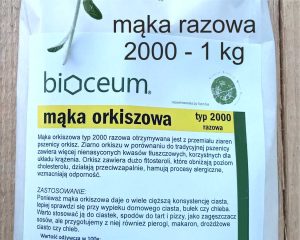 mąka razowa
2000 - 1 kg
bioceum®
mąka orkiszowa typ 2000
razowa
Mąka orkiszowa typ 2000 razowa otrzymywana jest z przemiału ziaren
pszenicy orkisz. Ziarno orkiszu w porównaniu do tradycyjnej pszenicy
zawiera więcej nienasyconych kwasów tłuszczowych, korzystnych dla
układu krążenia. Orkisz zawiera dużo fitosteroli, które obniżają poziom
cholesterolu, działają przeciwzapalnie, hamują procesy alergiczne,
wzmacniają odporność.
ZASTOSOWANIE:
Ponieważ mąka orkiszowa daje o wiele cięższą konsystencję ciasta,
lepiej sprawdzi się przy wypieku domowego ciasta, bułek czy chleba.
Warto stosować ją do ciastek, spodów do tart i pizzy, jako zagęszczacz
sosów, ale przygotujemy z niej również pierogi, makaron, drożdżowe
ciasto czy chleb.
Wartość odżywcza w 100g: